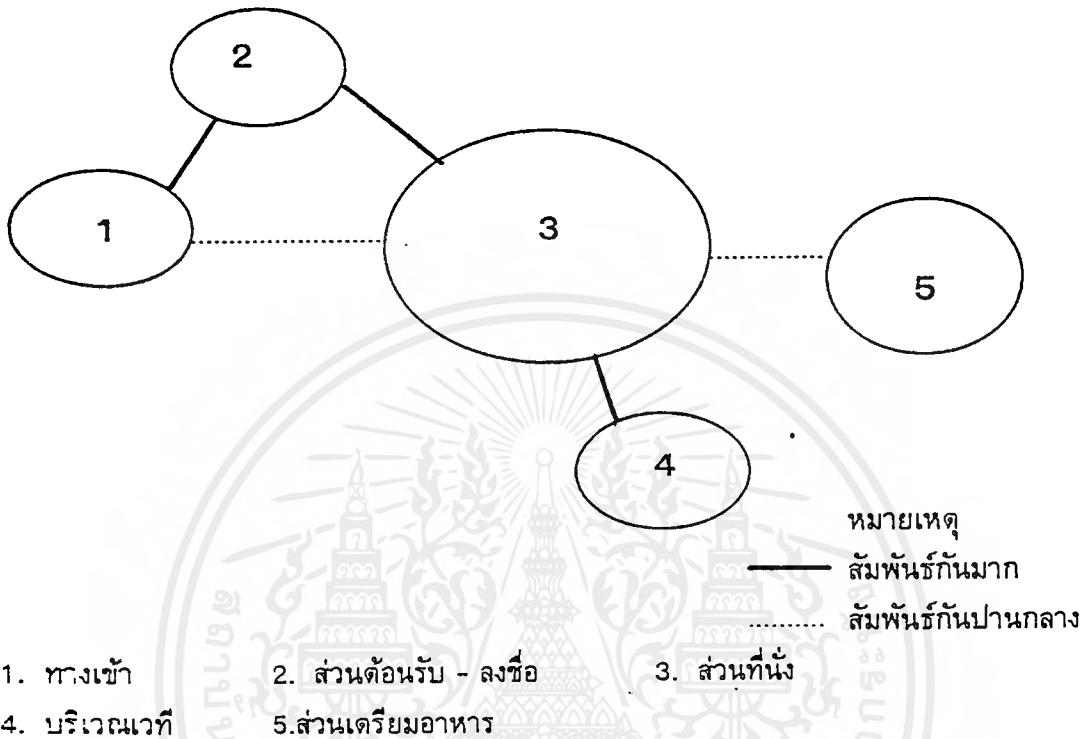 2
1
3
5
4
หมายเหตุ
สัมพันธ์กันมาก
สัมพันธ์กันปานกลาง
1. ทางเข้า 2. ส่วนต้อนรับ - ลงชื่อ 3. ส่วนที่นั่ง
4. บริเวณเวที 5.ส่วนเตรียมอาหาร